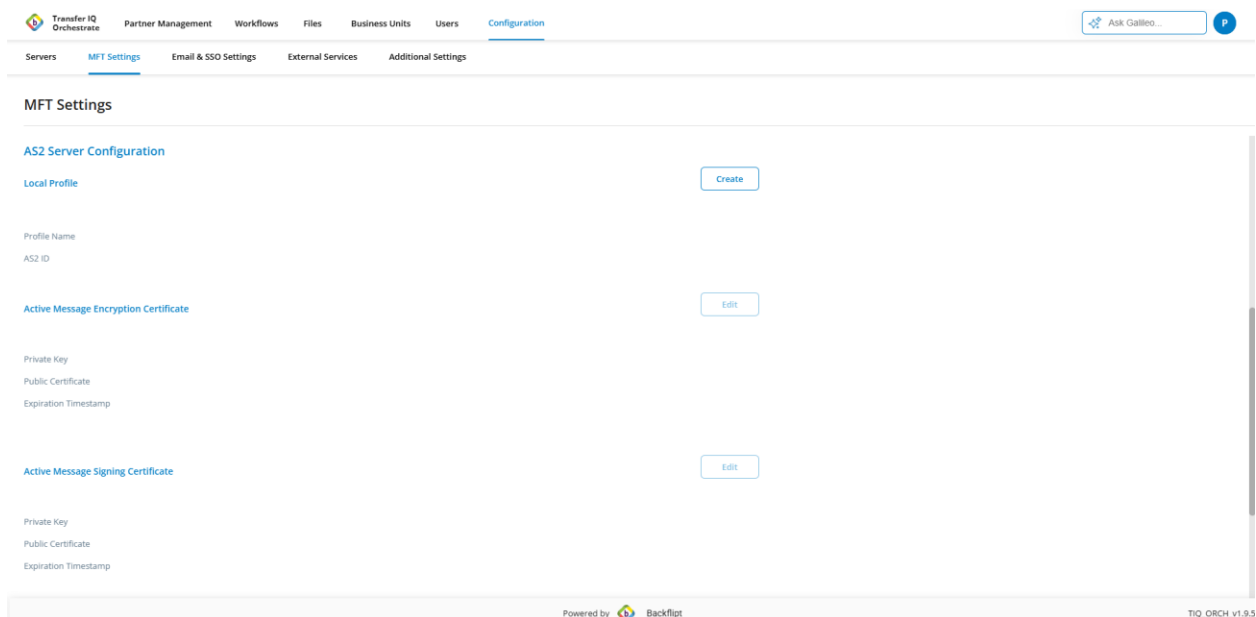 Transfer IQ
Orchestrate
Partner Management Workflows Files Business Units Users Configuration
Ask Galileo...
P
Servers MFT Settings Email & SSO Settings External Services Additional Settings
MFT Settings
AS2 Server Configuration
Local Profile
Create
Profile Name
AS2 ID
Active Message Encryption Certificate
Edit
Private Key
Public Certificate
Expiration Timestamp
Active Message Signing Certificate
Edit
Private Key
Public Certificate
Expiration Timestamp
Powered by b Backflipt
TIQ_ORCH_v1.9.5